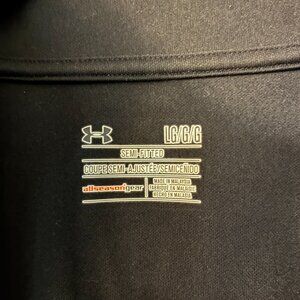 LG/G/G
SEMI-FITTED
COUPE SEMI-AJUSTÉE/SEMICEÑIDO
allseasongear
MADE IN MALAYSIA
FABRIQUÉ EN MALAISIE
HECHO EN MALASIA